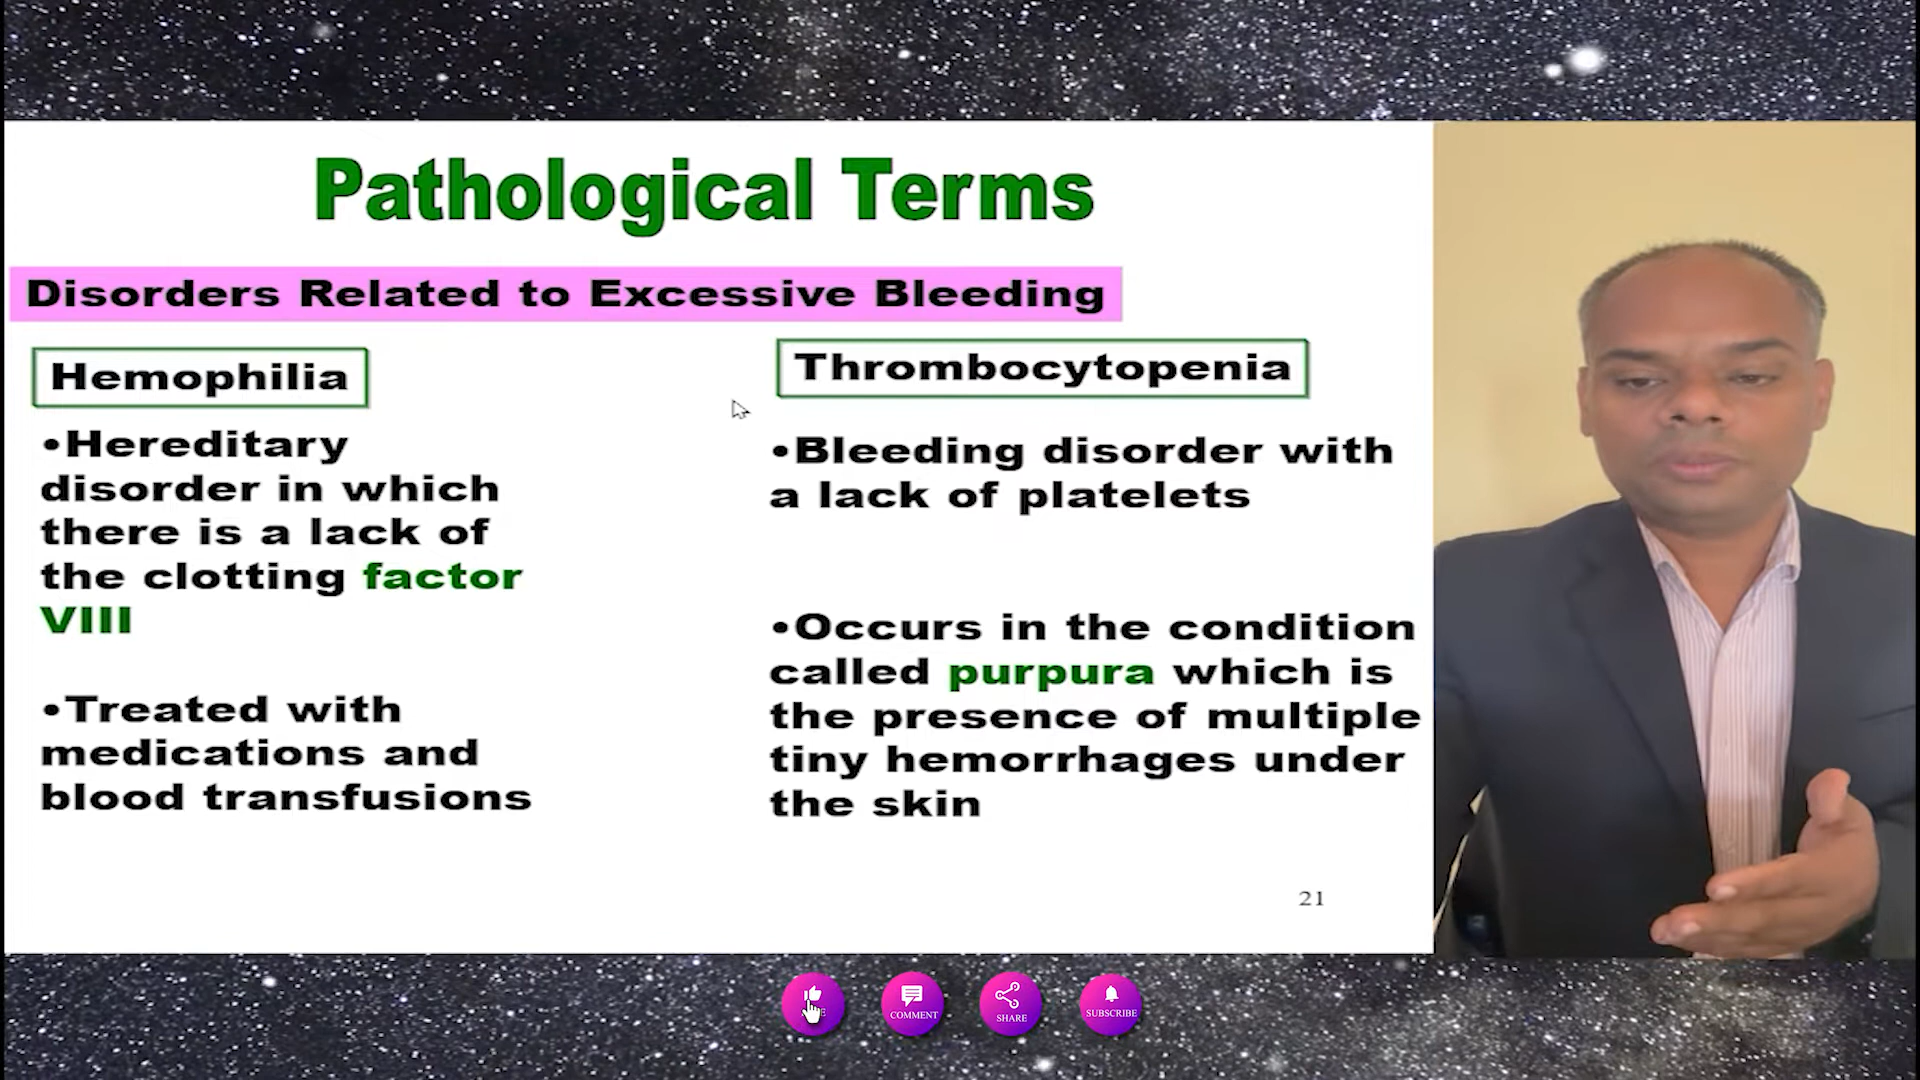 Pathological Terms
Disorders Related to Excessive Bleeding
Hemophilia
•Hereditary
disorder in which
there is a lack of
the clotting factor
VIII
•Treated with
medications and
blood transfusions
Thrombocytopenia
•Bleeding disorder with
a lack of platelets
•Occurs in the condition
called purpura which is
the presence of multiple
tiny hemorrhages under
the skin
21
COMMENT
SHARE
SUBSCRIBE